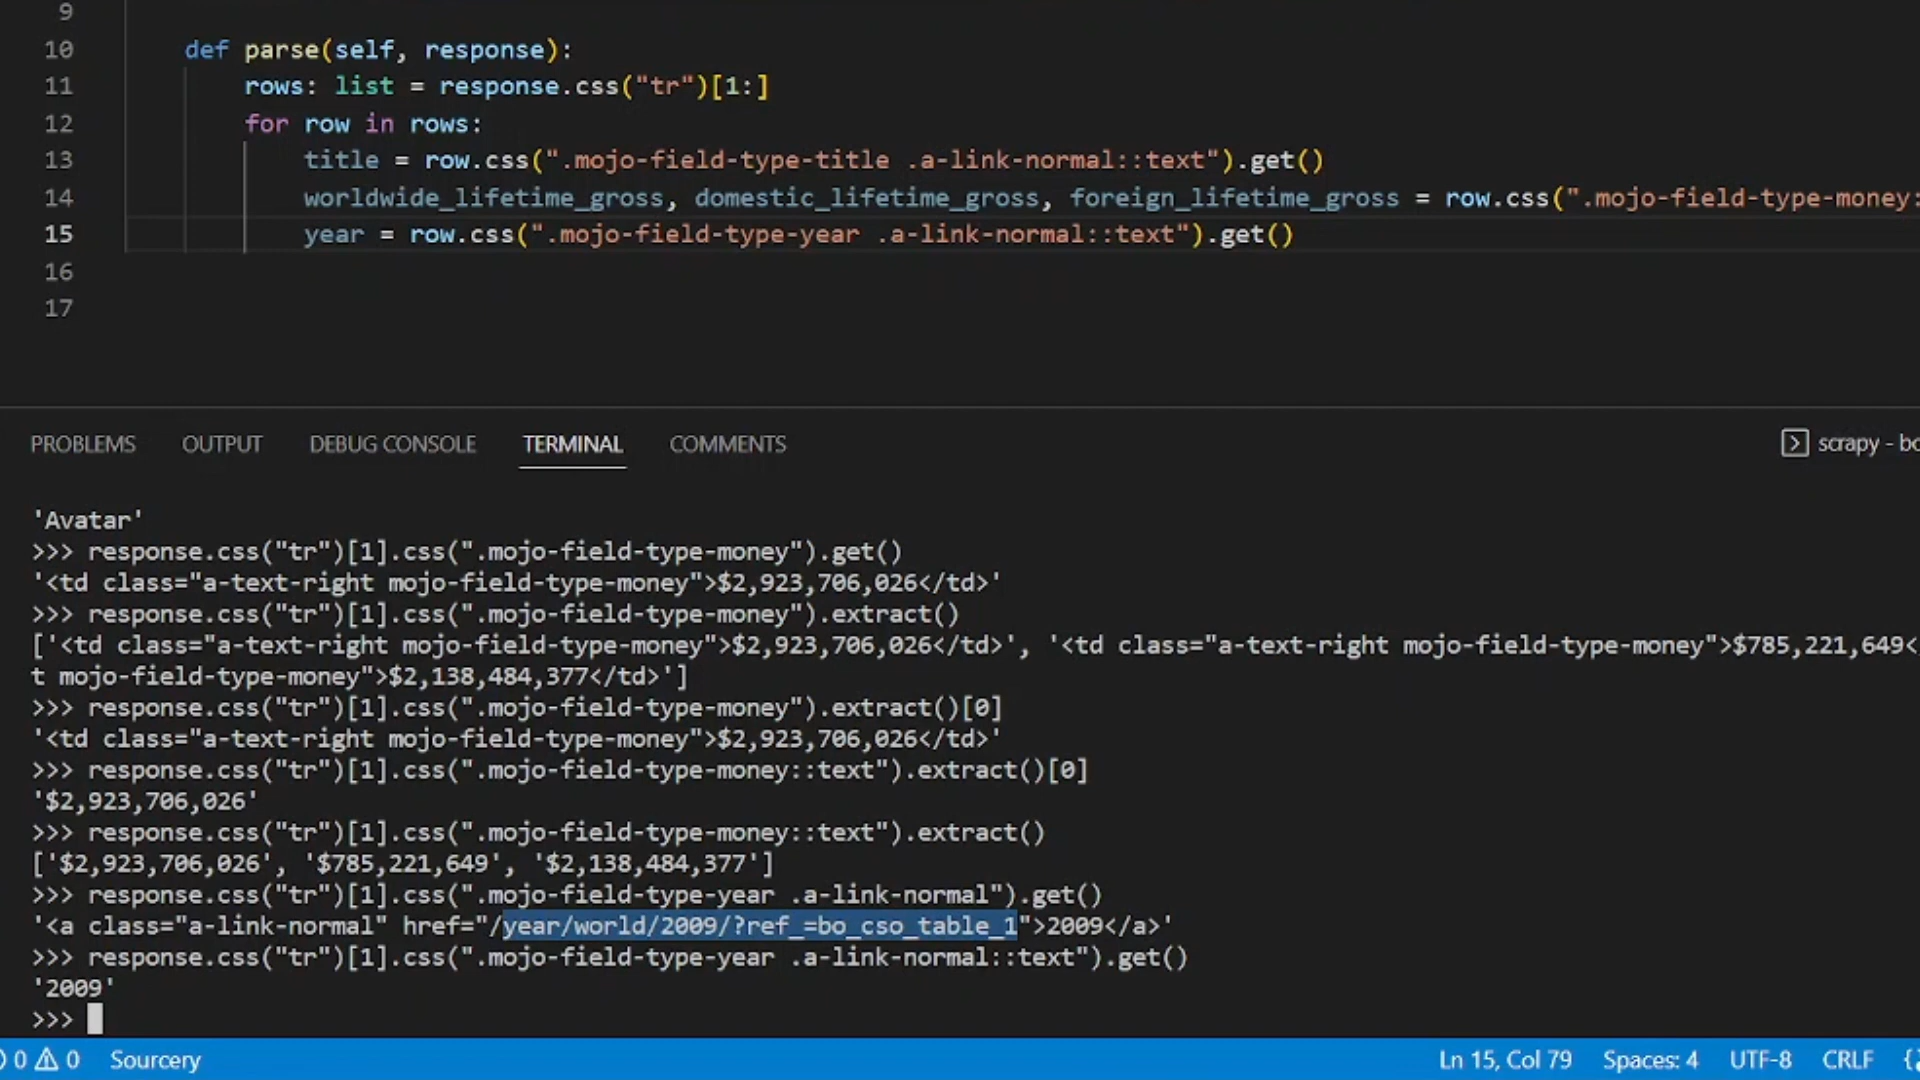 9
10 def parse(self, response):
11 rows: list = response.css("tr")[1:]
12 for row in rows:
13 title = row.css(".mojo-field-type-title .a-link-normal::text").get()
14 worldwide_lifetime_gross, domestic_lifetime_gross, foreign_lifetime_gross = row.css(".mojo-field-type-money:
15 year = row.css(".mojo-field-type-year .a-link-normal::text").get()
16
17
PROBLEMS OUTPUT DEBUG CONSOLE TERMINAL COMMENTS scrapy - bo
'Avatar'
>>> response.css("tr")[1].css(".mojo-field-type-money").get()
'<td class="a-text-right mojo-field-type-money">$2,923,706,026</td>'
>>> response.css("tr")[1].css(".mojo-field-type-money").extract()
['<td class="a-text-right mojo-field-type-money">$2,923,706,026</td>', '<td class="a-text-right mojo-field-type-money">$785,221,649<
t mojo-field-type-money">$2,138,484,377</td>']
>>> response.css("tr")[1].css(".mojo-field-type-money").extract()[0]
'<td class="a-text-right mojo-field-type-money">$2,923,706,026</td>'
>>> response.css("tr")[1].css(".mojo-field-type-money::text").extract()[0]
'$2,923,706,026'
>>> response.css("tr")[1].css(".mojo-field-type-money::text").extract()
['$2,923,706,026', '$785,221,649', '$2,138,484,377']
>>> response.css("tr")[1].css(".mojo-field-type-year .a-link-normal").get()
'<a class="a-link-normal" href="/year/world/2009/?ref_=bo_cso_table_1">2009</a>'
>>> response.css("tr")[1].css(".mojo-field-type-year .a-link-normal::text").get()
'2009'
>>>
0 0 Sourcery Ln 15, Col 79 Spaces: 4 UTF-8 CRLF {